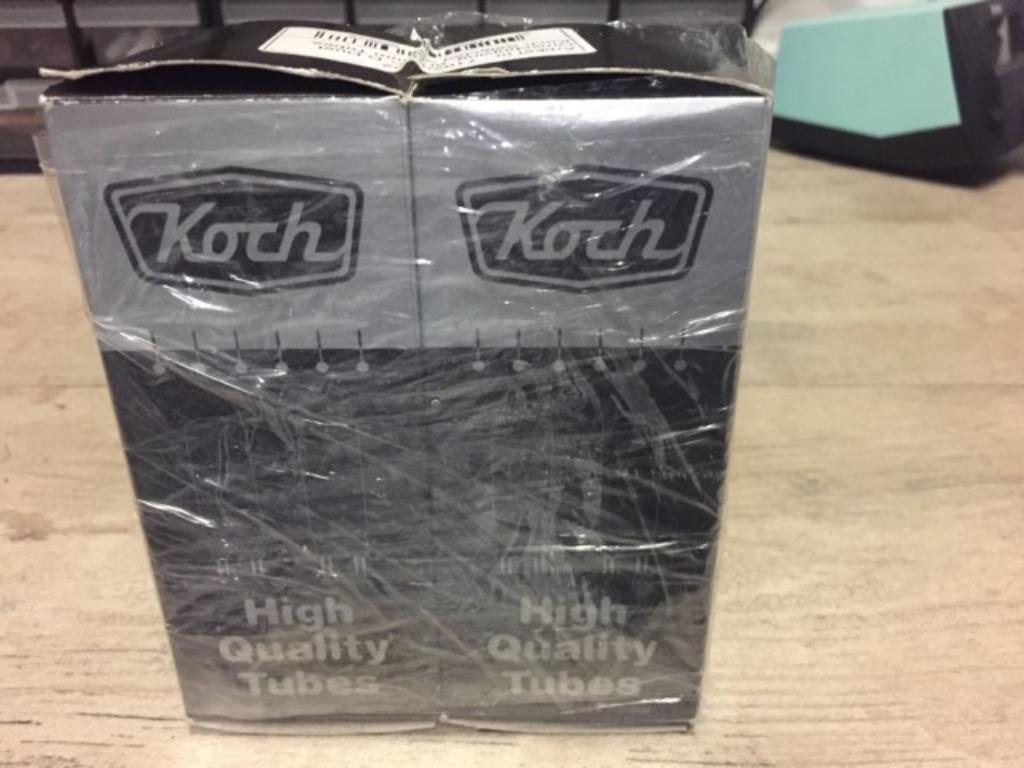 Koch Koch
High High
Quality Quality
Tubes Tubes